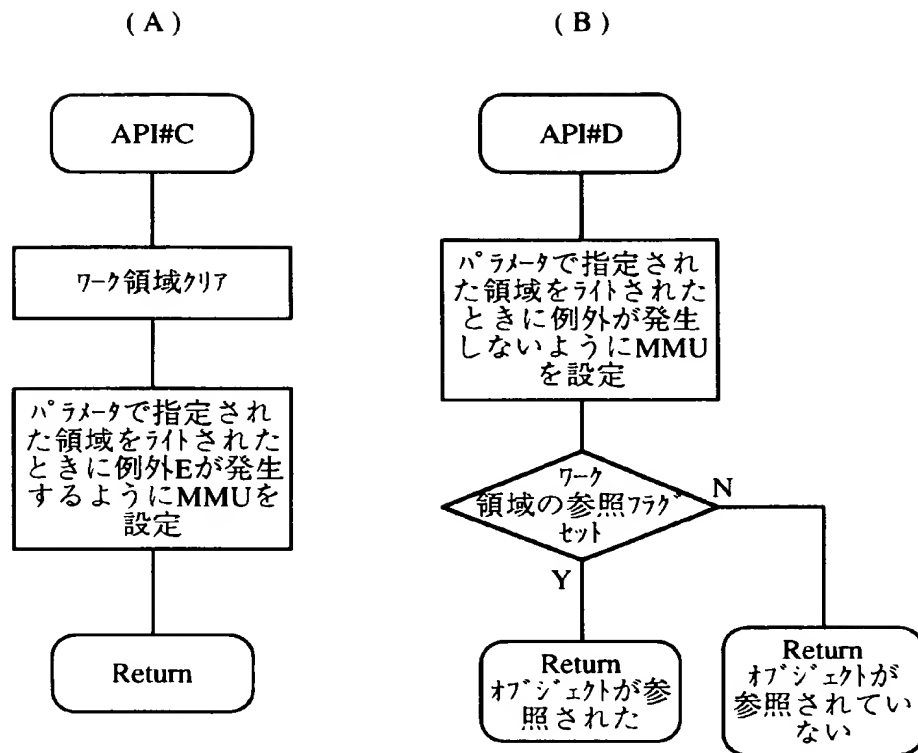 (A)
API#C
ワーク領域クリア
パラメータで指定され
た領域をライトされた
ときに例外Eが発生
するようにMMUを
設定
Return
(B)
API#D
パラメータで指定され
た領域をライトされた
ときに例外が発生
しないようにMMU
を設定
ワーク
領域の参照フラグ
セット
N
Y
Return
オブジェクトが参
照された
Return
オブジェクトが
参照されてい
ない